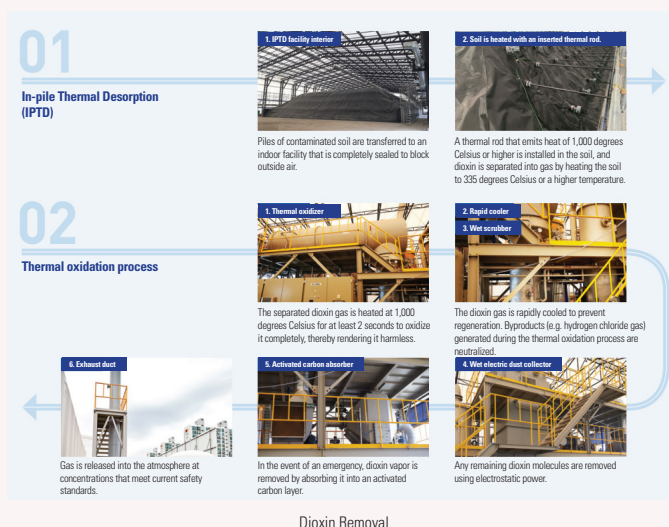 01
In-pile Thermal Desorption
(IPTD)
1. IPTD facility interior
Piles of contaminated soil are transferred to an
indoor facility that is completely sealed to block
outside air.
2. Soil is heated with an inserted thermal rod.
A thermal rod that emits heat of 1,000 degrees
Celsius or higher is installed in the soil, and
dioxin is separated into gas by heating the soil
to 335 degrees Celsius or a higher temperature.
02
Thermal oxidation process
1. Thermal oxidizer
The separated dioxin gas is heated at 1,000
degrees Celsius for at least 2 seconds to oxidize
it completely, thereby rendering it harmless.
2. Rapid cooler
3. Wet scrubber
The dioxin gas is rapidly cooled to prevent
regeneration. Byproducts (e.g. hydrogen chloride gas)
generated during the thermal oxidation process are
neutralized.
4. Wet electric dust collector
Any remaining dioxin molecules are removed
using electrostatic power.
5. Activated carbon absorber
In the event of an emergency, dioxin vapor is
removed by absorbing it into an activated
carbon layer.
6. Exhaust duct
Gas is released into the atmosphere at
concentrations that meet current safety
standards.
Dioxin Removal